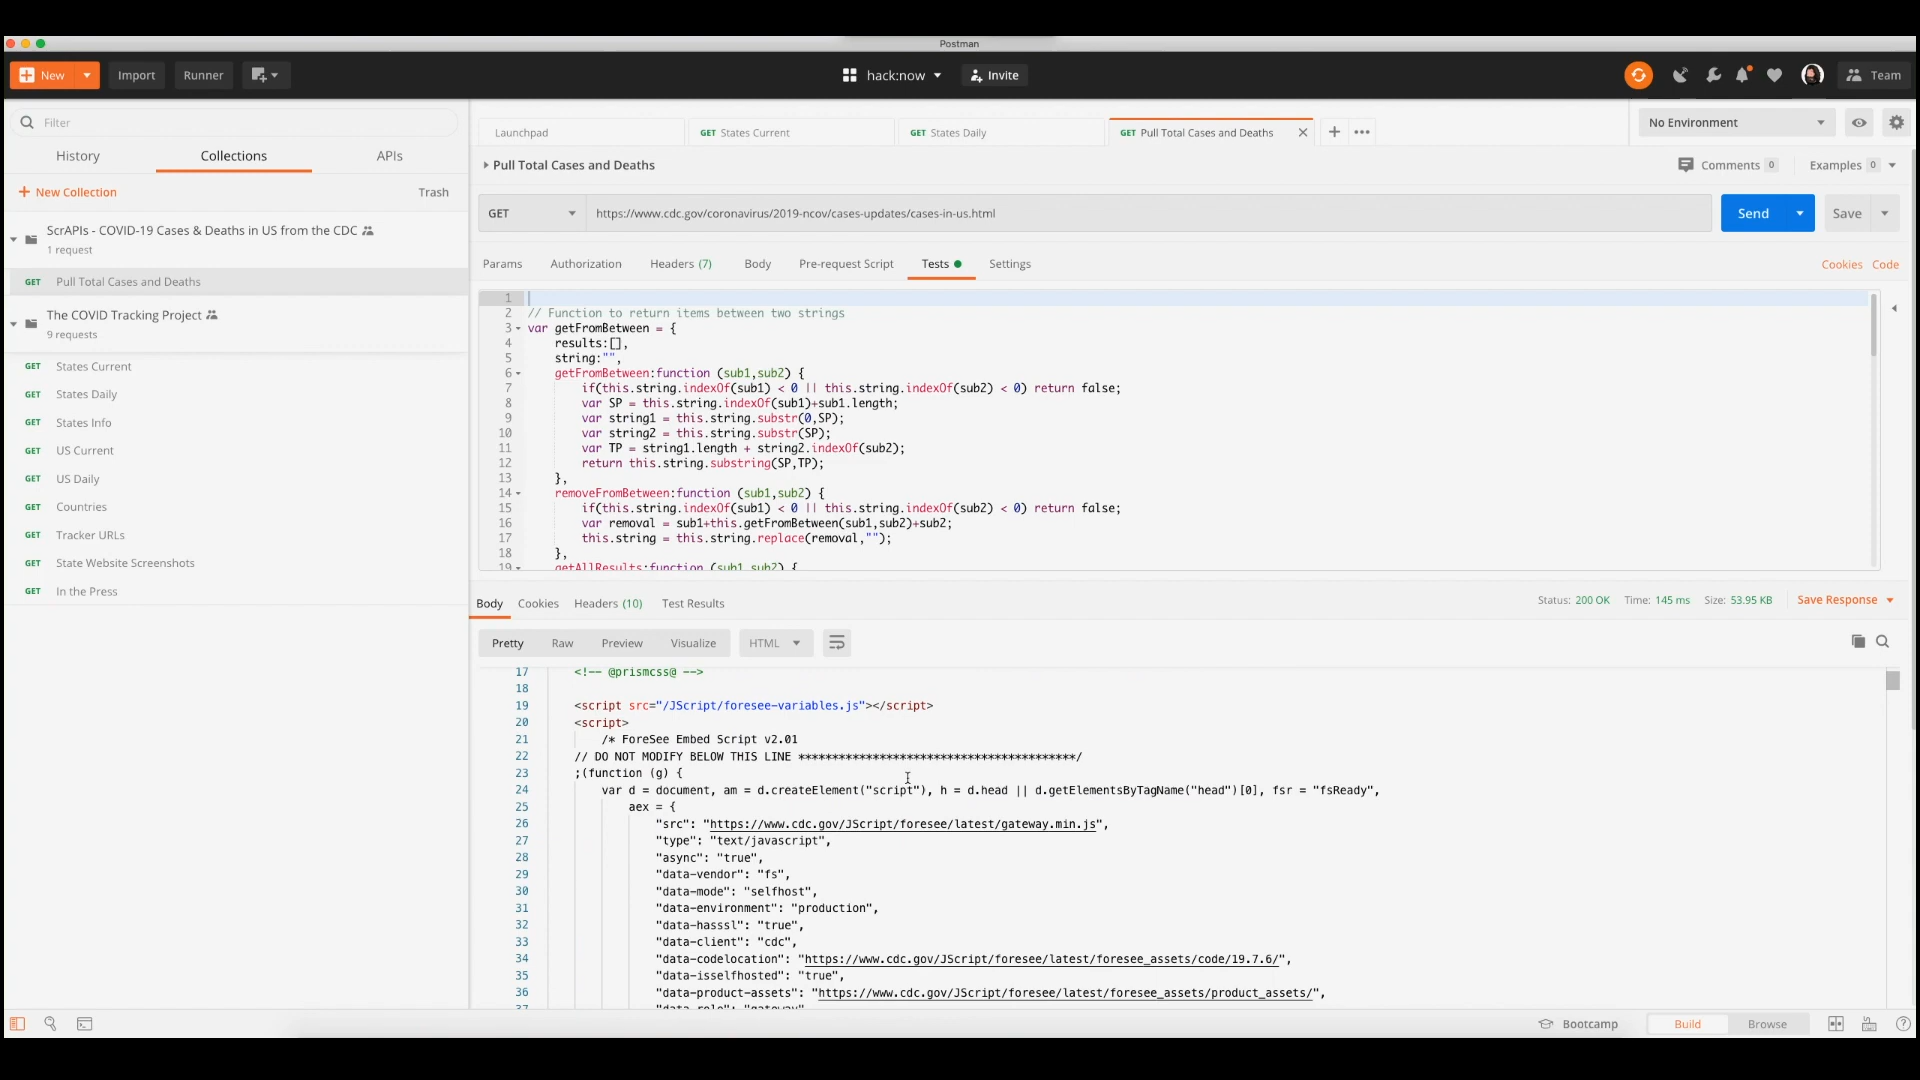 Postman
New
Import
Runner
hack:now
Invite
Team
Filter
History
Collections
APIs
New Collection
Trash
ScrAPIs - COVID-19 Cases & Deaths in US from the CDC
1 request
GET Pull Total Cases and Deaths
The COVID Tracking Project
9 requests
GET States Current
GET States Daily
GET States Info
GET US Current
GET US Daily
GET Countries
GET Tracker URLs
GET State Website Screenshots
GET In the Press
Launchpad
GET States Current
GET States Daily
GET Pull Total Cases and Deaths
No Environment
Pull Total Cases and Deaths
Comments 0
Examples 0
GET
https://www.cdc.gov/coronavirus/2019-ncov/cases-updates/cases-in-us.html
Send
Save
Params
Authorization
Headers (7)
Body
Pre-request Script
Tests
Settings
Cookies
Code
1
2 // Function to return items between two strings
3 var getFromBetween = {
4 results:[],
5 string:"",
6 getFromBetween:function (sub1,sub2) {
7 if(this.string.indexOf(sub1) < 0 || this.string.indexOf(sub2) < 0) return false;
8 var SP = this.string.indexOf(sub1)+sub1.length;
9 var string1 = this.string.substr(0,SP);
10 var string2 = this.string.substr(SP);
11 var TP = string1.length + string2.indexOf(sub2);
12 return this.string.substring(SP,TP);
13 },
14 removeFromBetween:function (sub1,sub2) {
15 if(this.string.indexOf(sub1) < 0 || this.string.indexOf(sub2) < 0) return false;
16 var removal = sub1+this.getFromBetween(sub1,sub2)+sub2;
17 this.string = this.string.replace(removal,"");
18 },
19 getAllResults:function (sub1,sub2) {
Body
Cookies
Headers (10)
Test Results
Status: 200 OK
Time: 145 ms
Size: 53.95 KB
Save Response
Pretty
Raw
Preview
Visualize
HTML
17 <!-- @prismcss@ -->
18
19 <script src="/JScript/foresee-variables.js"></script>
20 <script>
21 /* ForeSee Embed Script v2.01
22 // DO NOT MODIFY BELOW THIS LINE *****************************************/
23 ;(function (g) {
24 var d = document, am = d.createElement("script"), h = d.head || d.getElementsByTagName("head")[0], fsr = "fsReady",
25 aex = {
26 "src": "https://www.cdc.gov/JScript/foresee/latest/gateway.min.js",
27 "type": "text/javascript",
28 "async": "true",
29 "data-vendor": "fs",
30 "data-mode": "selfhost",
31 "data-environment": "production",
32 "data-hasssl": "true",
33 "data-client": "cdc",
34 "data-codelocation": "https://www.cdc.gov/JScript/foresee/latest/foresee_assets/code/19.7.6/",
35 "data-isselfhosted": "true",
36 "data-product-assets": "https://www.cdc.gov/JScript/foresee/latest/foresee_assets/product_assets/",
37 "data-role": "gateway",
Bootcamp
Build
Browse